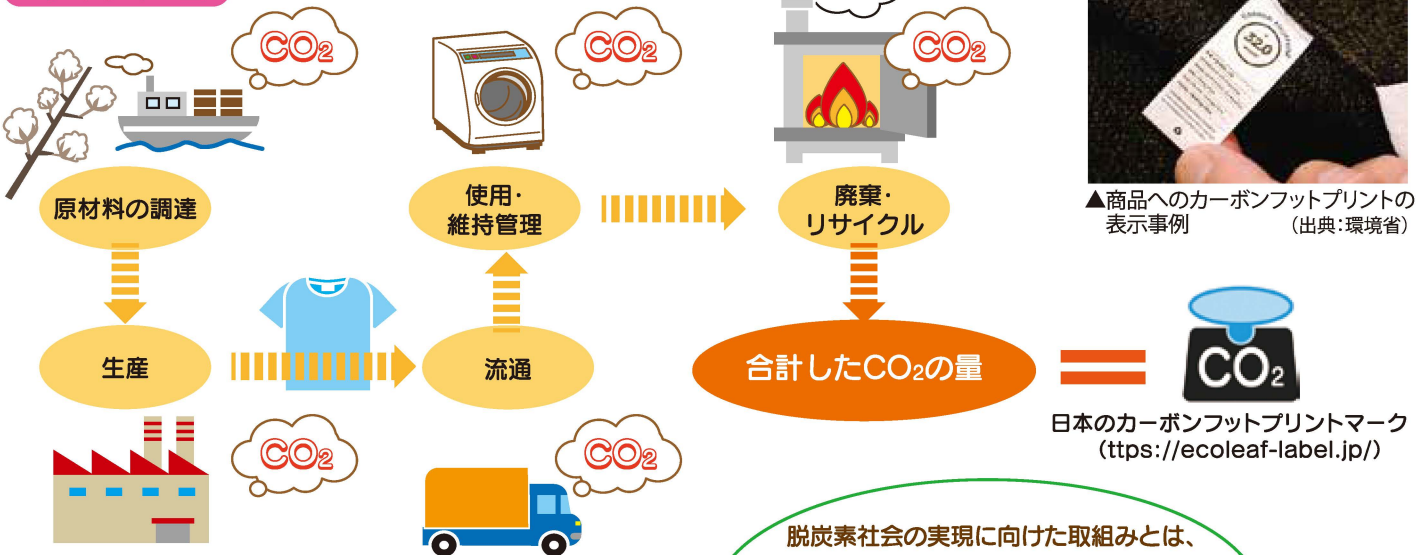 CO2
CO2
CO2
320
原材料の調達
使用・
維持管理
廃棄・
リサイクル
▲商品へのカーボンフットプリントの
表示事例 （出典：環境省）
生産
流通
合計したCO2の量
CO2
日本のカーボンフットプリントマーク
（ttps://ecoleaf-label.jp/）
CO2
CO2
脱炭素社会の実現に向けた取組みとは、